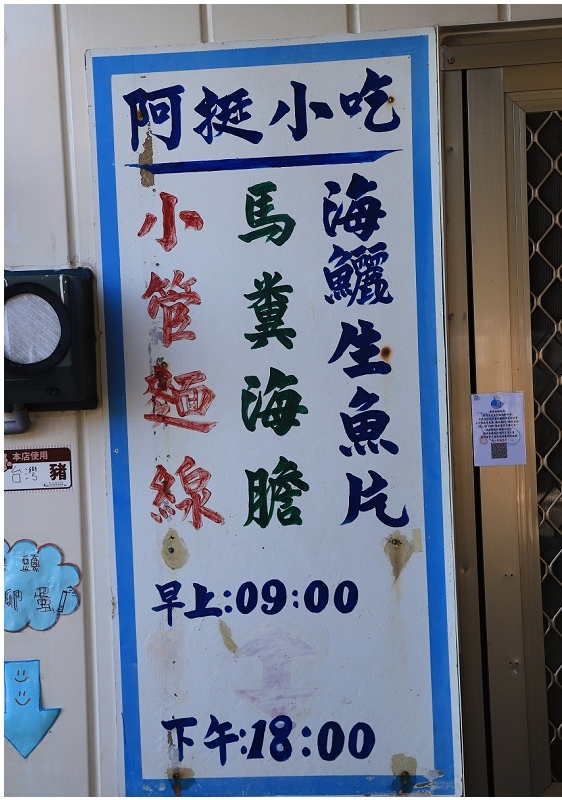 阿挺小吃
海鱺生魚片
馬糞海膽
小管麵線
早上:09:00
下午:18:00
本店使用
台灣豬